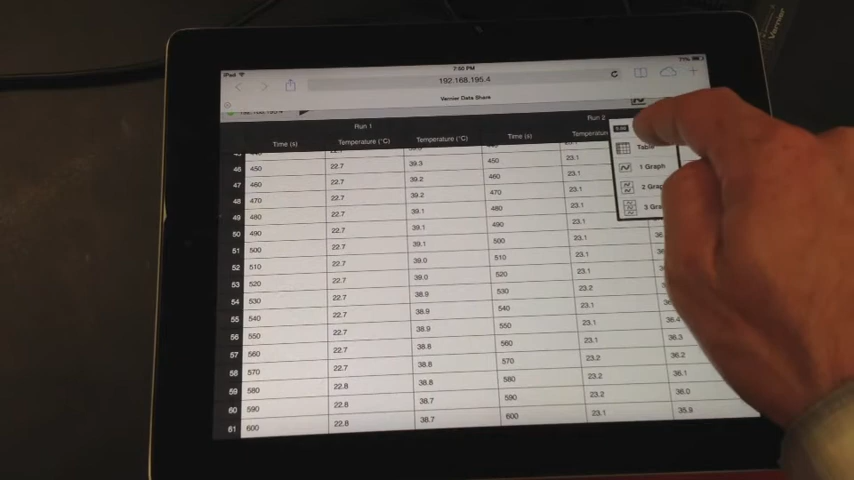 iPad 7:50 PM 71%
192.168.195.4
Vernier Data Share
192.168.195.4
Run 1 Run 2
Time (s) Temperature (°C) Temperature (°C) Time (s)
46 450 22.7 39.3 450 23.1
47 460 22.7 39.2 460 23.1
48 470 22.7 39.2 470 23.1
49 480 22.7 39.1 480 23.1
50 490 22.7 39.1 490 23.1
51 500 22.7 39.1 500 23.1
52 510 22.7 39.0 510 23.1
53 520 22.7 39.0 520 23.1
54 530 22.7 38.9 530 23.2
55 540 22.7 38.9 540 23.1
56 550 22.7 38.9 550 23.1
57 560 22.7 38.8 560 23.1 36.3
58 570 22.7 38.8 570 23.2 36.2
59 580 22.8 38.8 580 23.2 36.1
60 590 22.8 38.7 590 23.2 36.0
61 600 22.8 38.7 600 23.1 35.9
Table
1 Graph
2
3
Vernier